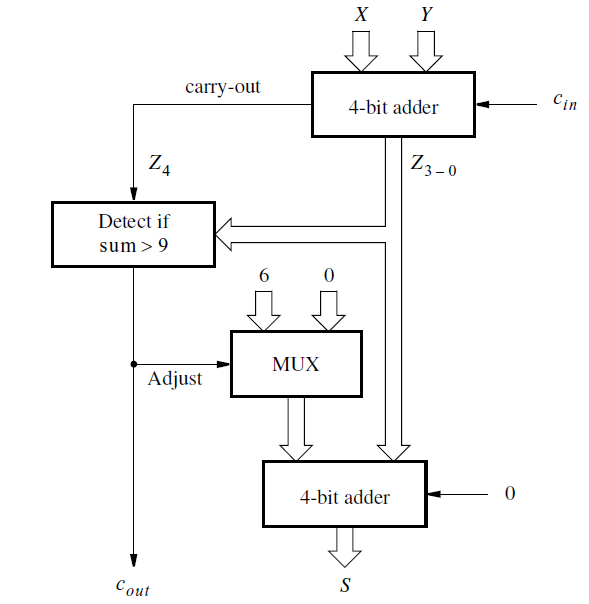 X Y
carry-out
4-bit adder
c_in
Z_4
Z_3–0
Detect if
sum > 9
6 0
MUX
Adjust
4-bit adder
0
c_out
S